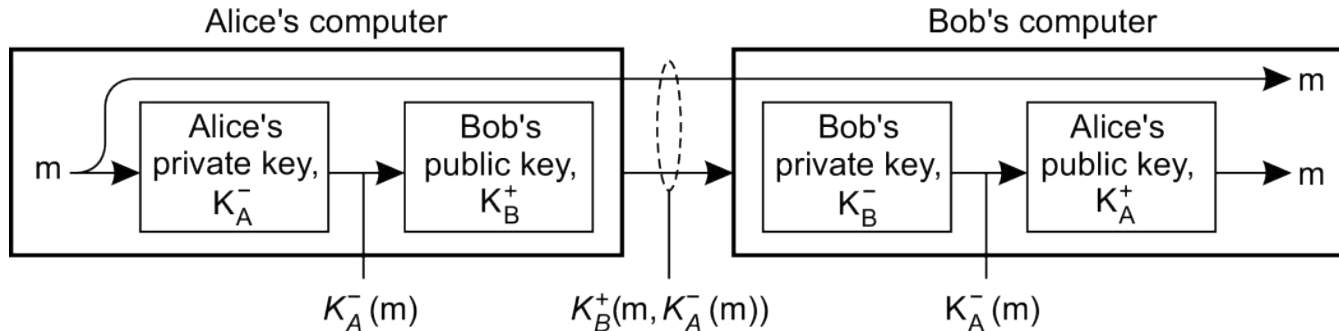 Alice's computer
Bob's computer
m
Alice's
private key,
K_A^-
Bob's
public key,
K_B^+
Bob's
private key,
K_B^-
Alice's
public key,
K_A^+
m
m
K_A^- (m)
K_B^+(m, K_A^- (m))
K_A^- (m)